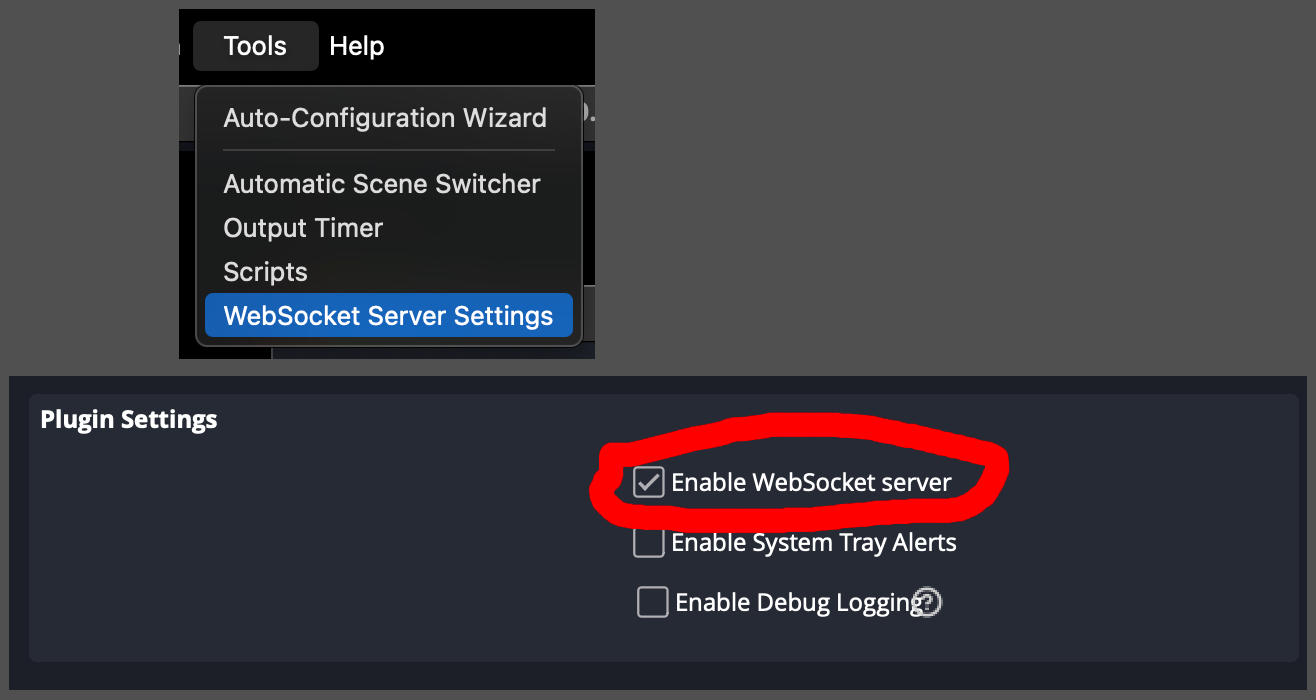 Tools Help
Auto-Configuration Wizard
Automatic Scene Switcher
Output Timer
Scripts
WebSocket Server Settings
Plugin Settings
Enable WebSocket server
Enable System Tray Alerts
Enable Debug Logging ?